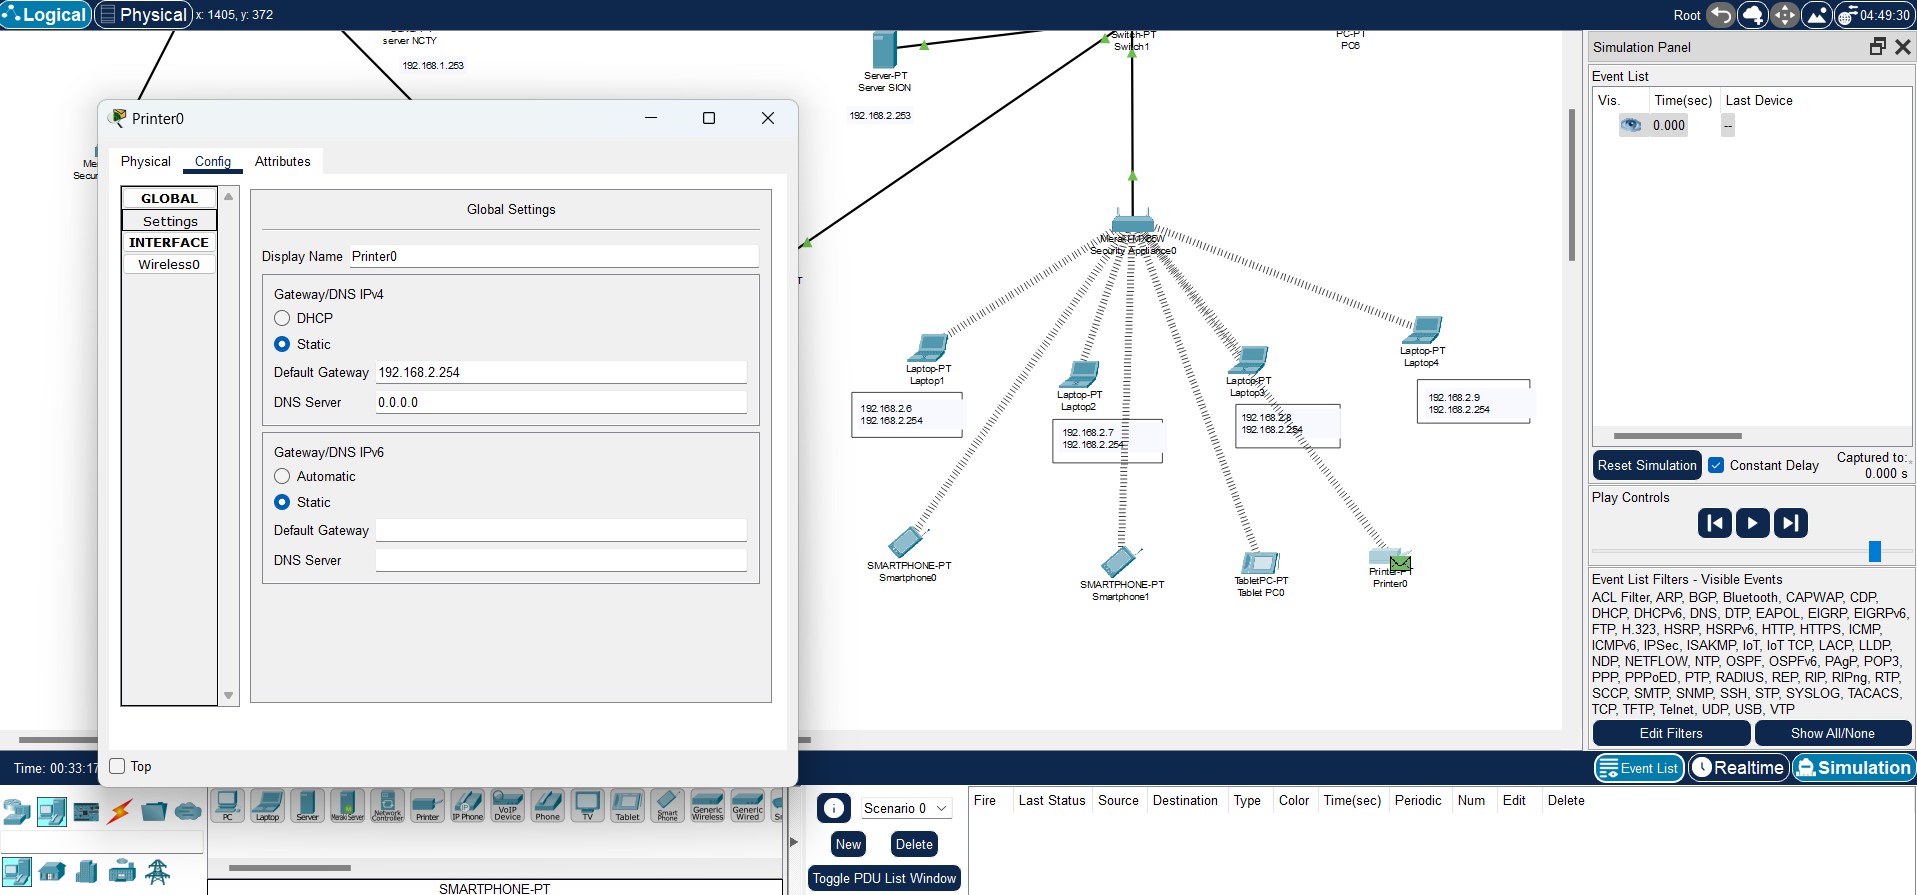 Logical
Physical
x: 1405, y: 372
Root
04:49:30
server NCTY
192.168.1.253
Server-PT
Server SION
192.168.2.253
Switch-PT
Switch1
PC-PT
PC6
Simulation Panel
Event List
Vis.
Time(sec)
Last Device
0.000
--
Printer0
Physical
Config
Attributes
GLOBAL
Settings
INTERFACE
Wireless0
Global Settings
Display Name
Printer0
Gateway/DNS IPv4
DHCP
Static
Default Gateway
192.168.2.254
DNS Server
0.0.0.0
Gateway/DNS IPv6
Automatic
Static
Default Gateway
DNS Server
Top
Security Appliance0
Laptop-PT
Laptop1
192.168.2.6
192.168.2.254
Laptop-PT
Laptop2
192.168.2.7
192.168.2.254
Laptop-PT
Laptop3
192.168.2.8
192.168.2.254
Laptop-PT
Laptop4
192.168.2.9
192.168.2.254
SMARTPHONE-PT
Smartphone0
SMARTPHONE-PT
Smartphone1
TabletPC-PT
Tablet PC0
Printer-PT
Printer0
Reset Simulation
Constant Delay
Captured to:
0.000 s
Play Controls
Event List Filters - Visible Events
ACL Filter, ARP, BGP, Bluetooth, CAPWAP, CDP,
DHCP, DHCPv6, DNS, DTP, EAPOL, EIGRP, EIGRPv6,
FTP, H.323, HSRP, HSRPv6, HTTP, HTTPS, ICMP,
ICMPv6, IPSec, ISAKMP, IoT, IoT TCP, LACP, LLDP,
NDP, NETFLOW, NTP, OSPF, OSPFv6, PAgP, POP3,
PPP, PPPoED, PTP, RADIUS, REP, RIP, RIPng, RTP,
SCCP, SMTP, SNMP, SSH, STP, SYSLOG, TACACS,
TCP, TFTP, Telnet, UDP, USB, VTP
Edit Filters
Show All/None
Time: 00:33:17
Event List
Realtime
Simulation
PC
Laptop
Server
Meraki Server
Network Controller
Printer
IP Phone
VoIP Device
Phone
TV
Tablet
Smart Phone
Generic Wireless
Generic Wired
SMARTPHONE-PT
Scenario 0
New
Delete
Toggle PDU List Window
Fire
Last Status
Source
Destination
Type
Color
Time(sec)
Periodic
Num
Edit
Delete